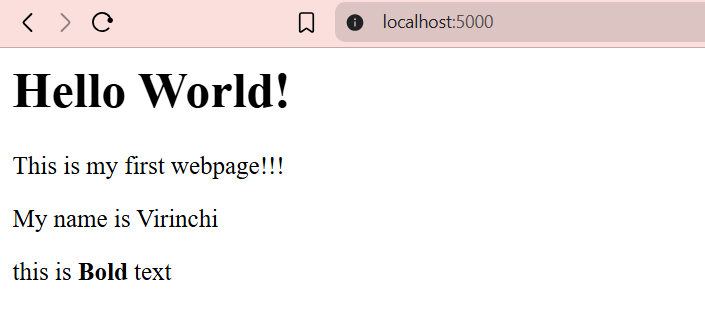 localhost:5000
Hello World!
This is my first webpage!!!
My name is Virinchi
this is Bold text